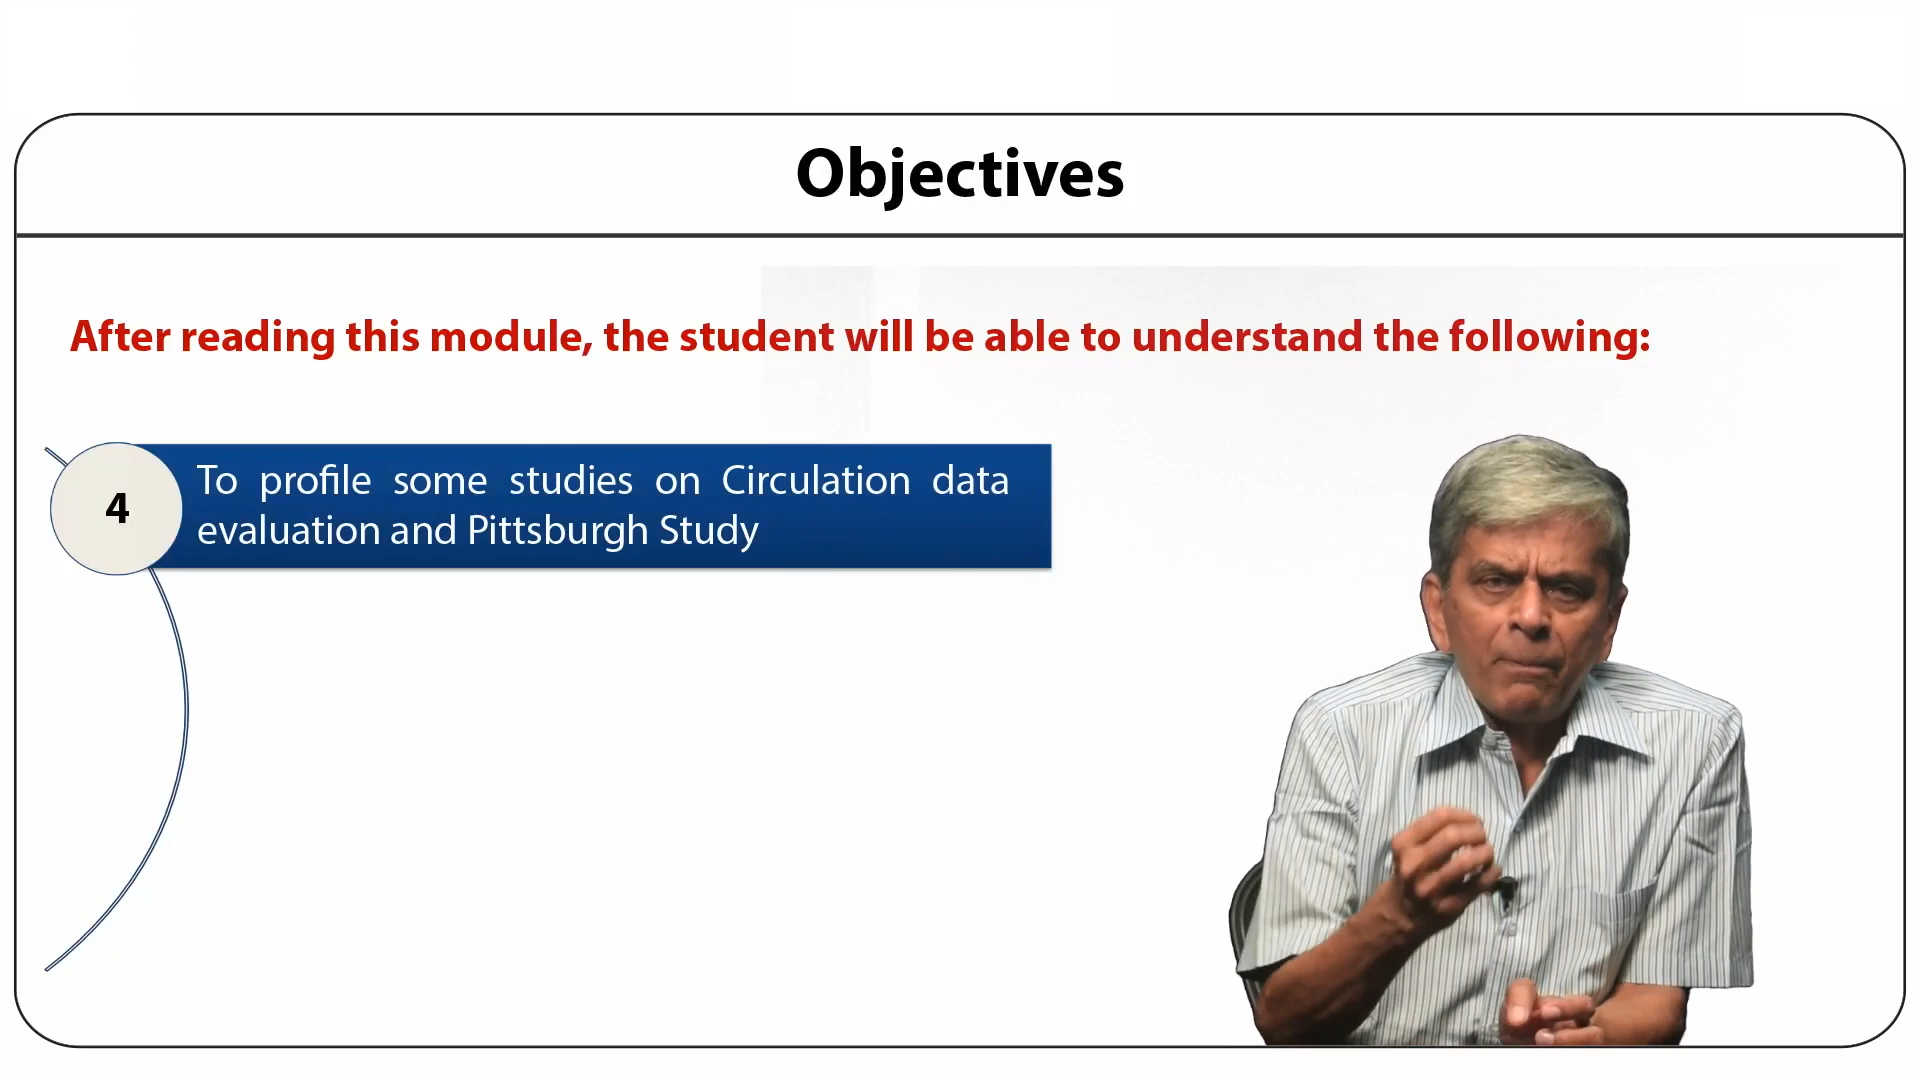 Objectives
After reading this module, the student will be able to understand the following:
4
To profile some studies on Circulation data
evaluation and Pittsburgh Study